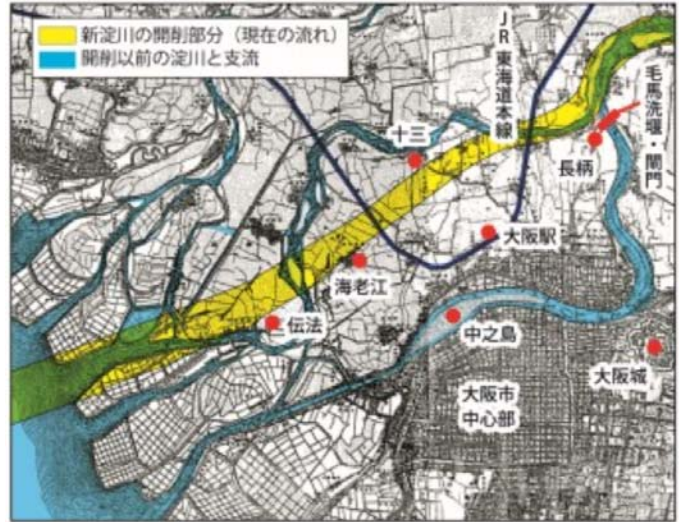 新淀川の開削部分（現在の流れ）
開削以前の淀川と支流
JR東海道本線
毛馬洗堰・閘門
十三
長柄
大阪駅
海老江
伝法
中之島
大阪城
大阪市
中心部